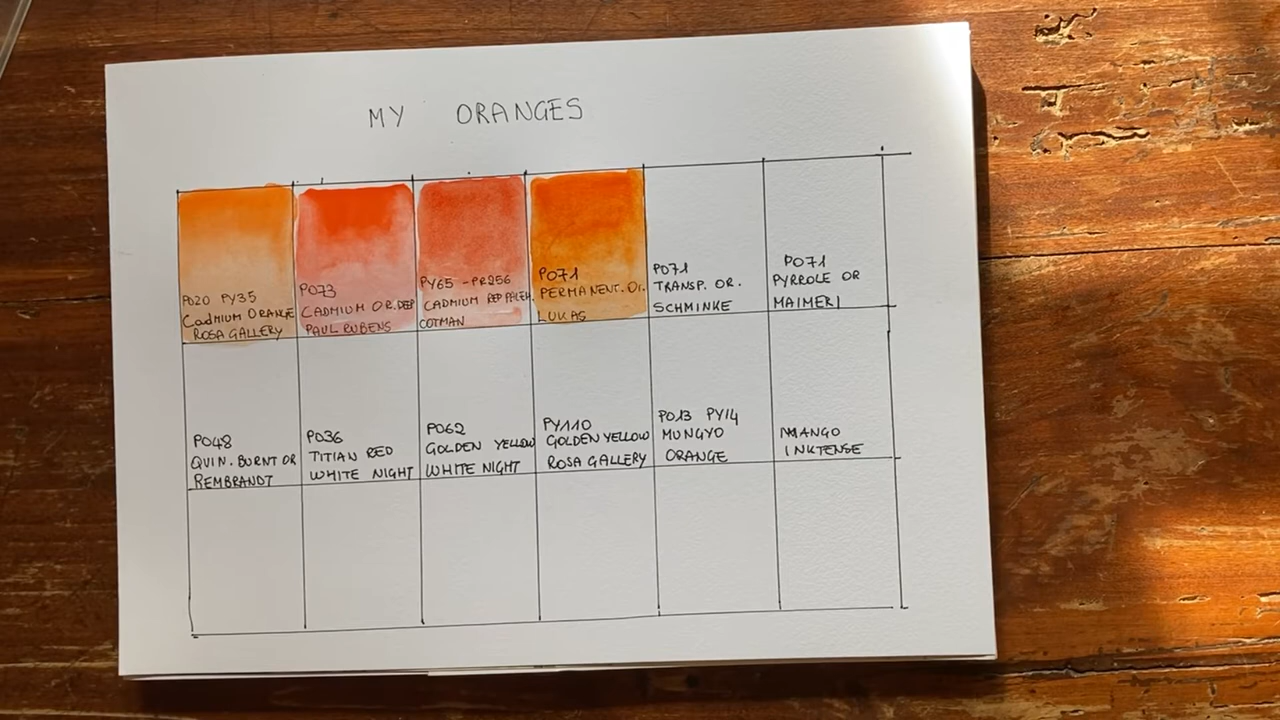 MY ORANGES
PO20 PY35
Cadmium ORANGE
ROSA GALLERY
PO73
CADMIUM OR.DEEP
PAUL RUBENS
PY65 - PR256
CADMIUM RED PALE H.
COTMAN
PO71
PERMANENT. Or.
LUKAS
PO71
TRANSP. OR.
SCHMINKE
PO71
PYRROLE OR
MAIMERI
PO48
QUIN. BURNT OR
REMBRANDT
PO36
TITIAN RED
WHITE NIGHT
PO62
GOLDEN YELLOW
WHITE NIGHT
PY110
GOLDEN YELLOW
ROSA GALLERY
PO13 PY14
MUNGYO
ORANGE
MANGO
INKTENSE